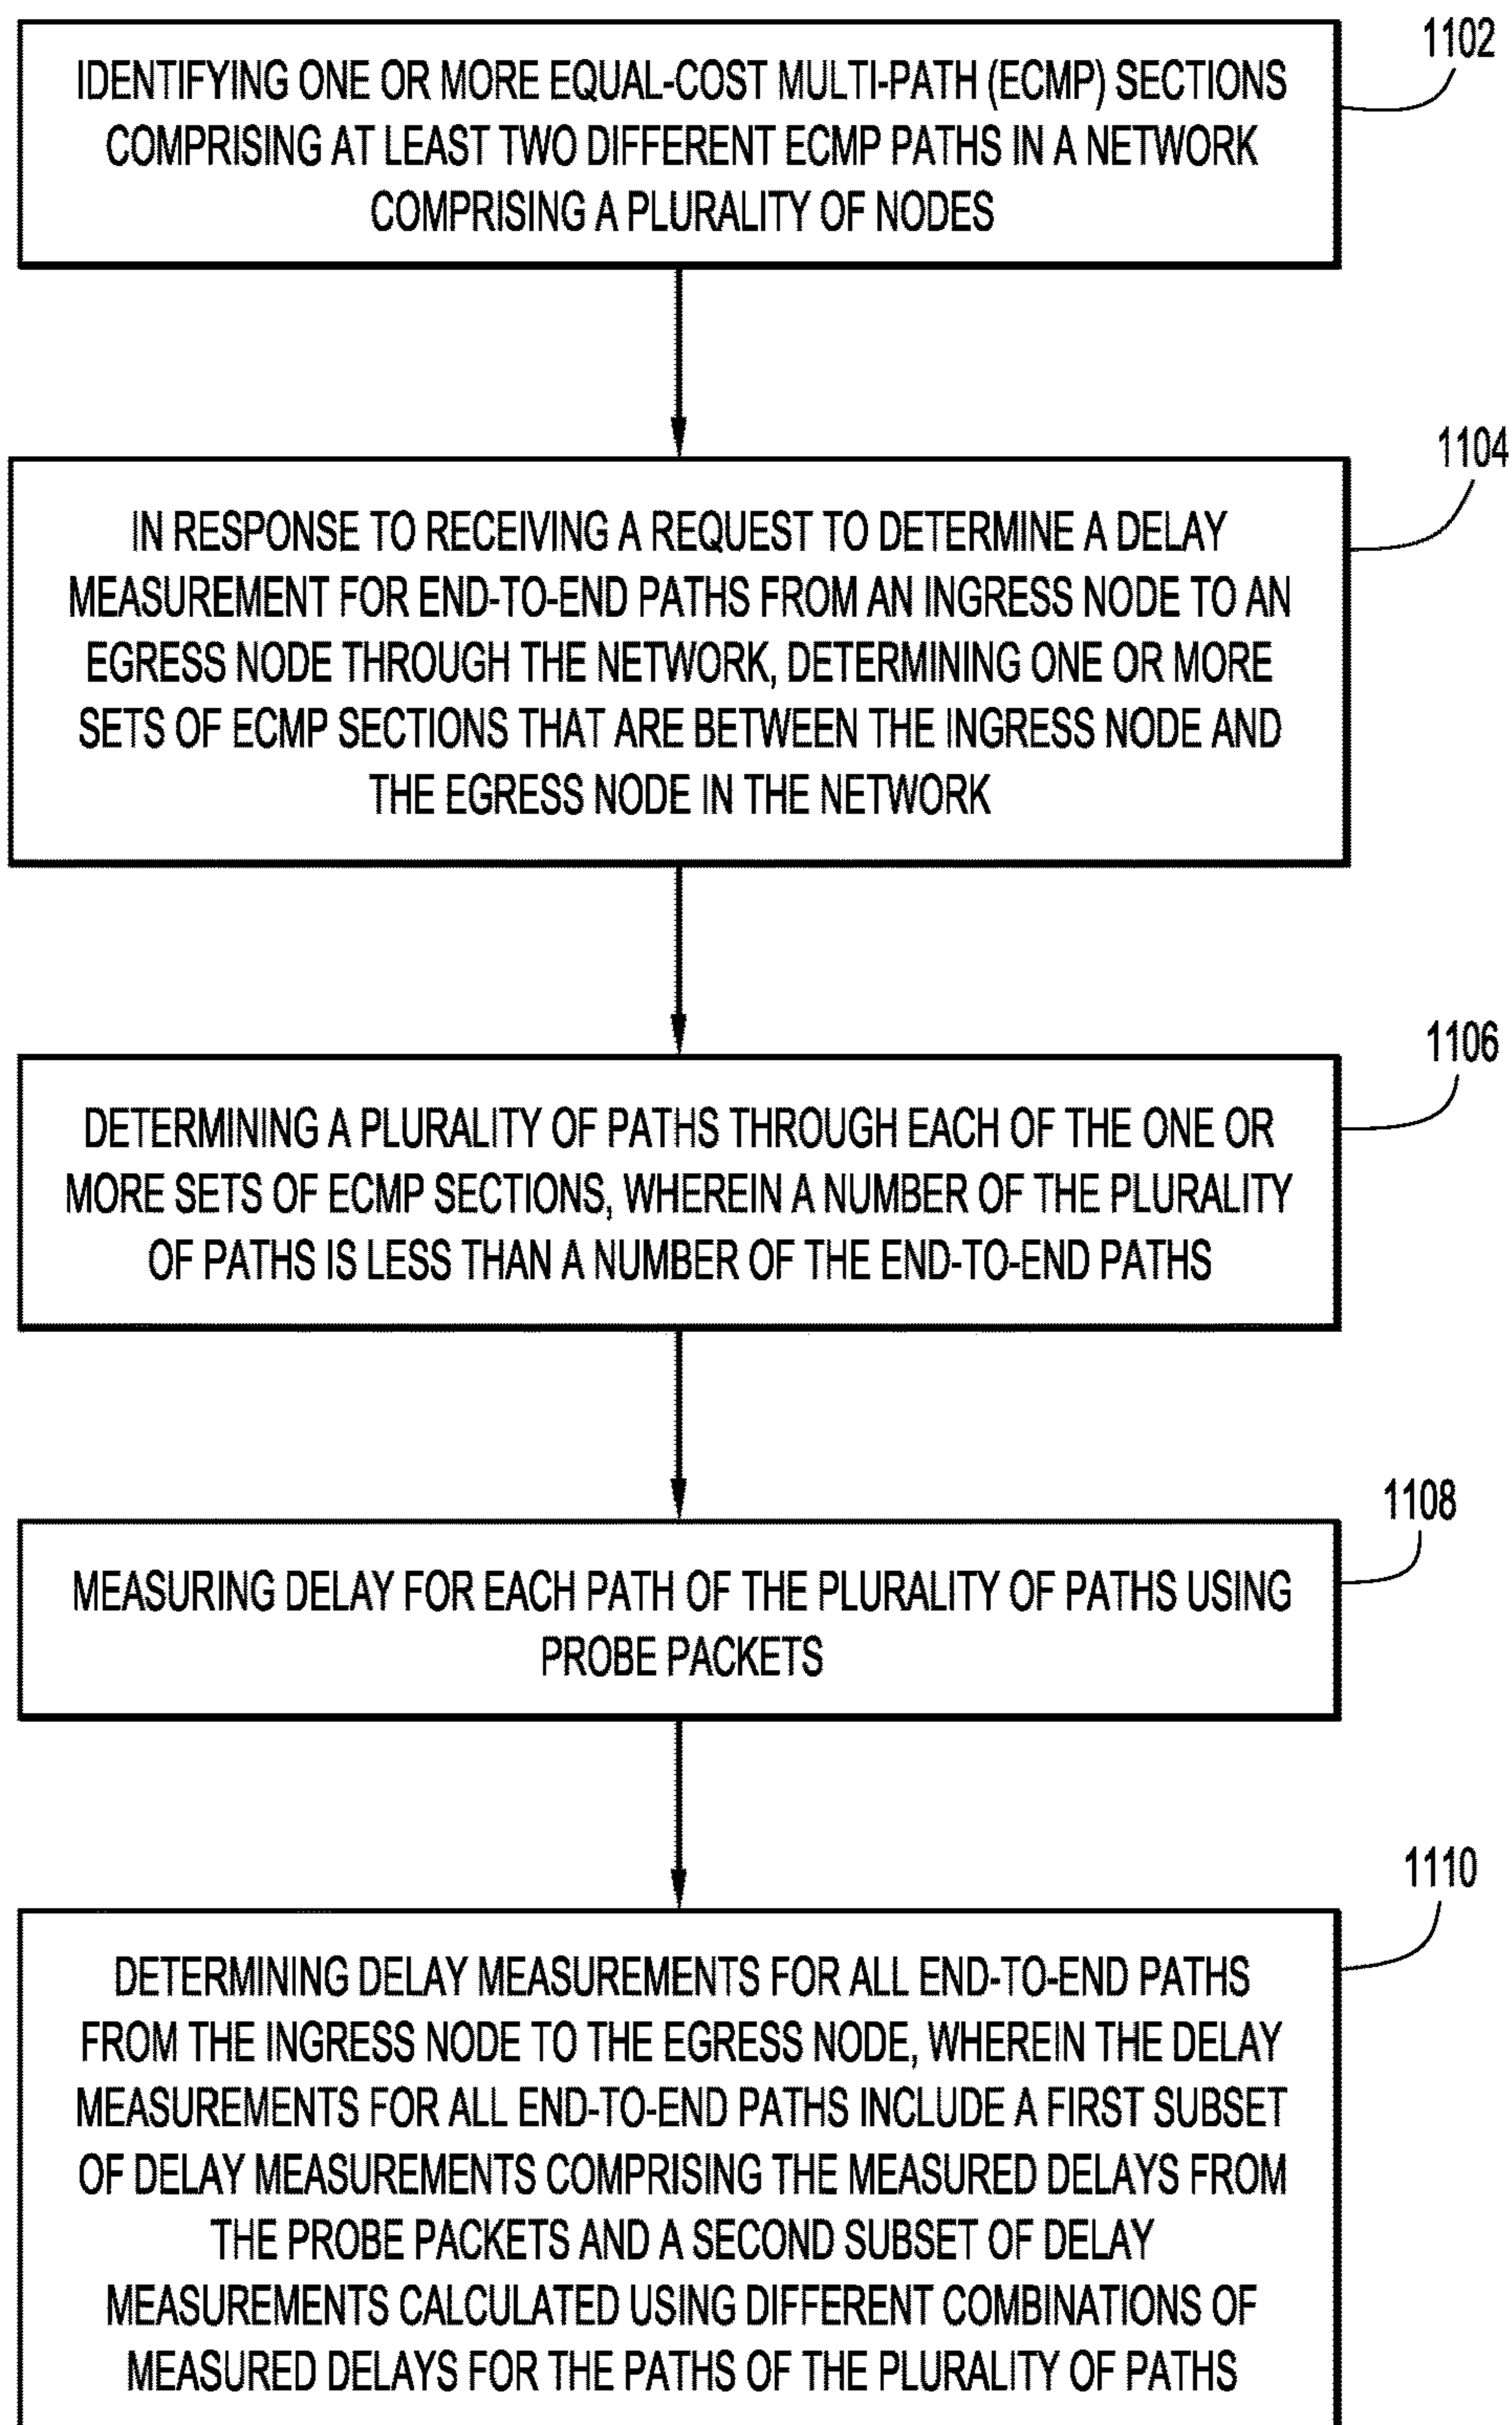 1102
IDENTIFYING ONE OR MORE EQUAL-COST MULTI-PATH (ECMP) SECTIONS
COMPRISING AT LEAST TWO DIFFERENT ECMP PATHS IN A NETWORK
COMPRISING A PLURALITY OF NODES
1104
IN RESPONSE TO RECEIVING A REQUEST TO DETERMINE A DELAY
MEASUREMENT FOR END-TO-END PATHS FROM AN INGRESS NODE TO AN
EGRESS NODE THROUGH THE NETWORK, DETERMINING ONE OR MORE
SETS OF ECMP SECTIONS THAT ARE BETWEEN THE INGRESS NODE AND
THE EGRESS NODE IN THE NETWORK
1106
DETERMINING A PLURALITY OF PATHS THROUGH EACH OF THE ONE OR
MORE SETS OF ECMP SECTIONS, WHEREIN A NUMBER OF THE PLURALITY
OF PATHS IS LESS THAN A NUMBER OF THE END-TO-END PATHS
1108
MEASURING DELAY FOR EACH PATH OF THE PLURALITY OF PATHS USING
PROBE PACKETS
1110
DETERMINING DELAY MEASUREMENTS FOR ALL END-TO-END PATHS
FROM THE INGRESS NODE TO THE EGRESS NODE, WHEREIN THE DELAY
MEASUREMENTS FOR ALL END-TO-END PATHS INCLUDE A FIRST SUBSET
OF DELAY MEASUREMENTS COMPRISING THE MEASURED DELAYS FROM
THE PROBE PACKETS AND A SECOND SUBSET OF DELAY
MEASUREMENTS CALCULATED USING DIFFERENT COMBINATIONS OF
MEASURED DELAYS FOR THE PATHS OF THE PLURALITY OF PATHS